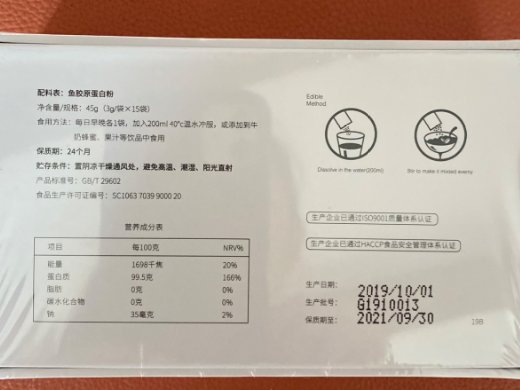 配料表：鱼胶原蛋白粉
净含量/规格：45g（3g/袋×15袋）
食用方法：每日早晚各1袋，加入200ml 40℃温水冲服，或添加到牛
奶蜂蜜、果汁等饮品中食用
保质期：24个月
贮存条件：置阴凉干燥通风处，避免高温、潮湿、阳光直射
产品标准号：GB/T 29602
食品生产许可证编号：SC1063 7039 9000 20
营养成分表
项目 每100克 NRV%
能量 1698千焦 20%
蛋白质 99.5克 166%
脂肪 0克 0%
碳水化合物 0克 0%
钠 35毫克 2%
Edible
Method
Dissolve in the water(200ml)
Stir to make it mixed evenly
生产企业已通过ISO9001质量体系认证
生产企业已通过HACCP食品安全管理体系认证
生产日期： 2019/10/01
生产批号： G1910013
保质期至： 2021/09/30
19B